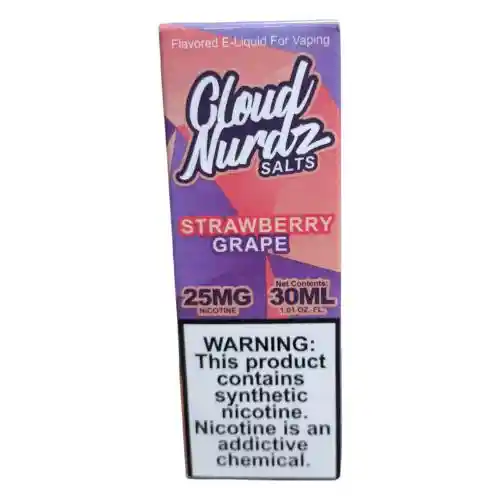 Flavored E-Liquid For Vaping
Cloud
Nurdz
SALTS
STRAWBERRY
GRAPE
25MG
NICOTINE
Net Contents:
30ML
1.01 OZ. FL.
WARNING:
This product
contains
synthetic
nicotine.
Nicotine is an
addictive
chemical.